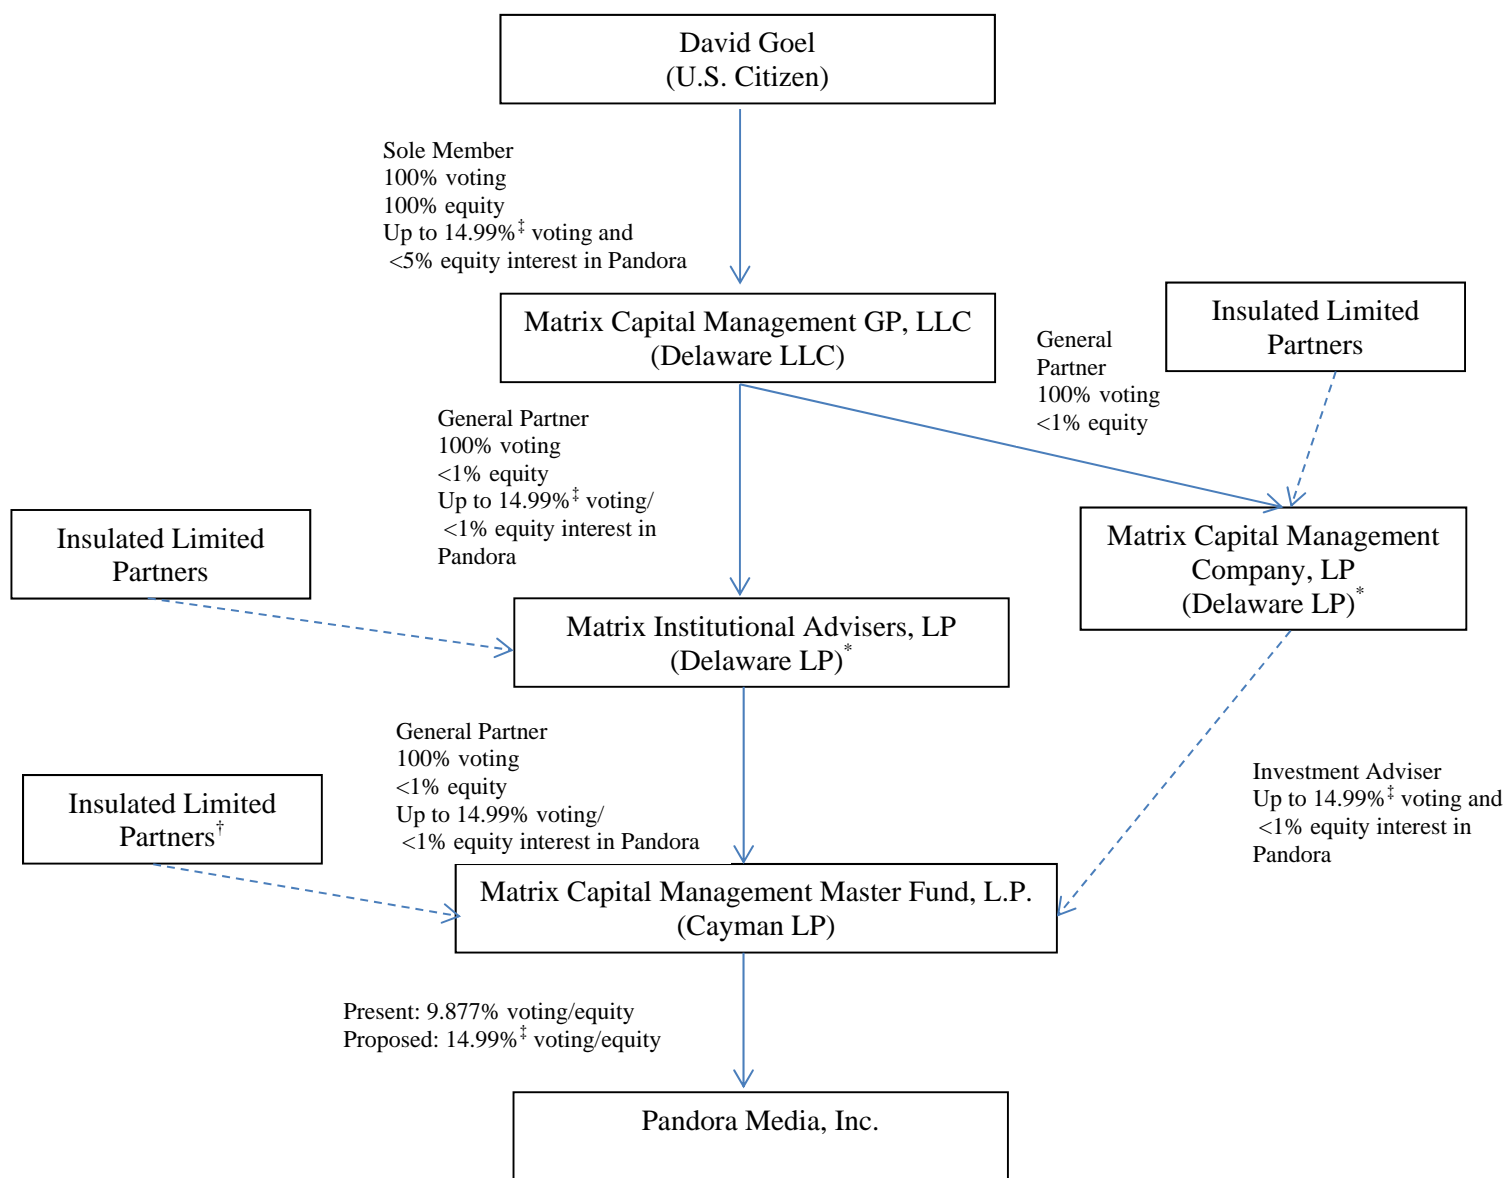 David Goel
(U.S. Citizen)
Sole Member
100% voting
100% equity
Up to 14.99%‡ voting and
<5% equity interest in Pandora
Matrix Capital Management GP, LLC
(Delaware LLC)
Insulated Limited
Partners
General
Partner
100% voting
<1% equity
General Partner
100% voting
<1% equity
Up to 14.99%‡ voting/
<1% equity interest in
Pandora
Insulated Limited
Partners
Matrix Capital Management
Company, LP
(Delaware LP)*
Matrix Institutional Advisers, LP
(Delaware LP)*
General Partner
100% voting
<1% equity
Up to 14.99% voting/
<1% equity interest in Pandora
Insulated Limited
Partners†
Investment Adviser
Up to 14.99%‡ voting and
<1% equity interest in
Pandora
Matrix Capital Management Master Fund, L.P.
(Cayman LP)
Present: 9.877% voting/equity
Proposed: 14.99%‡ voting/equity
Pandora Media, Inc.